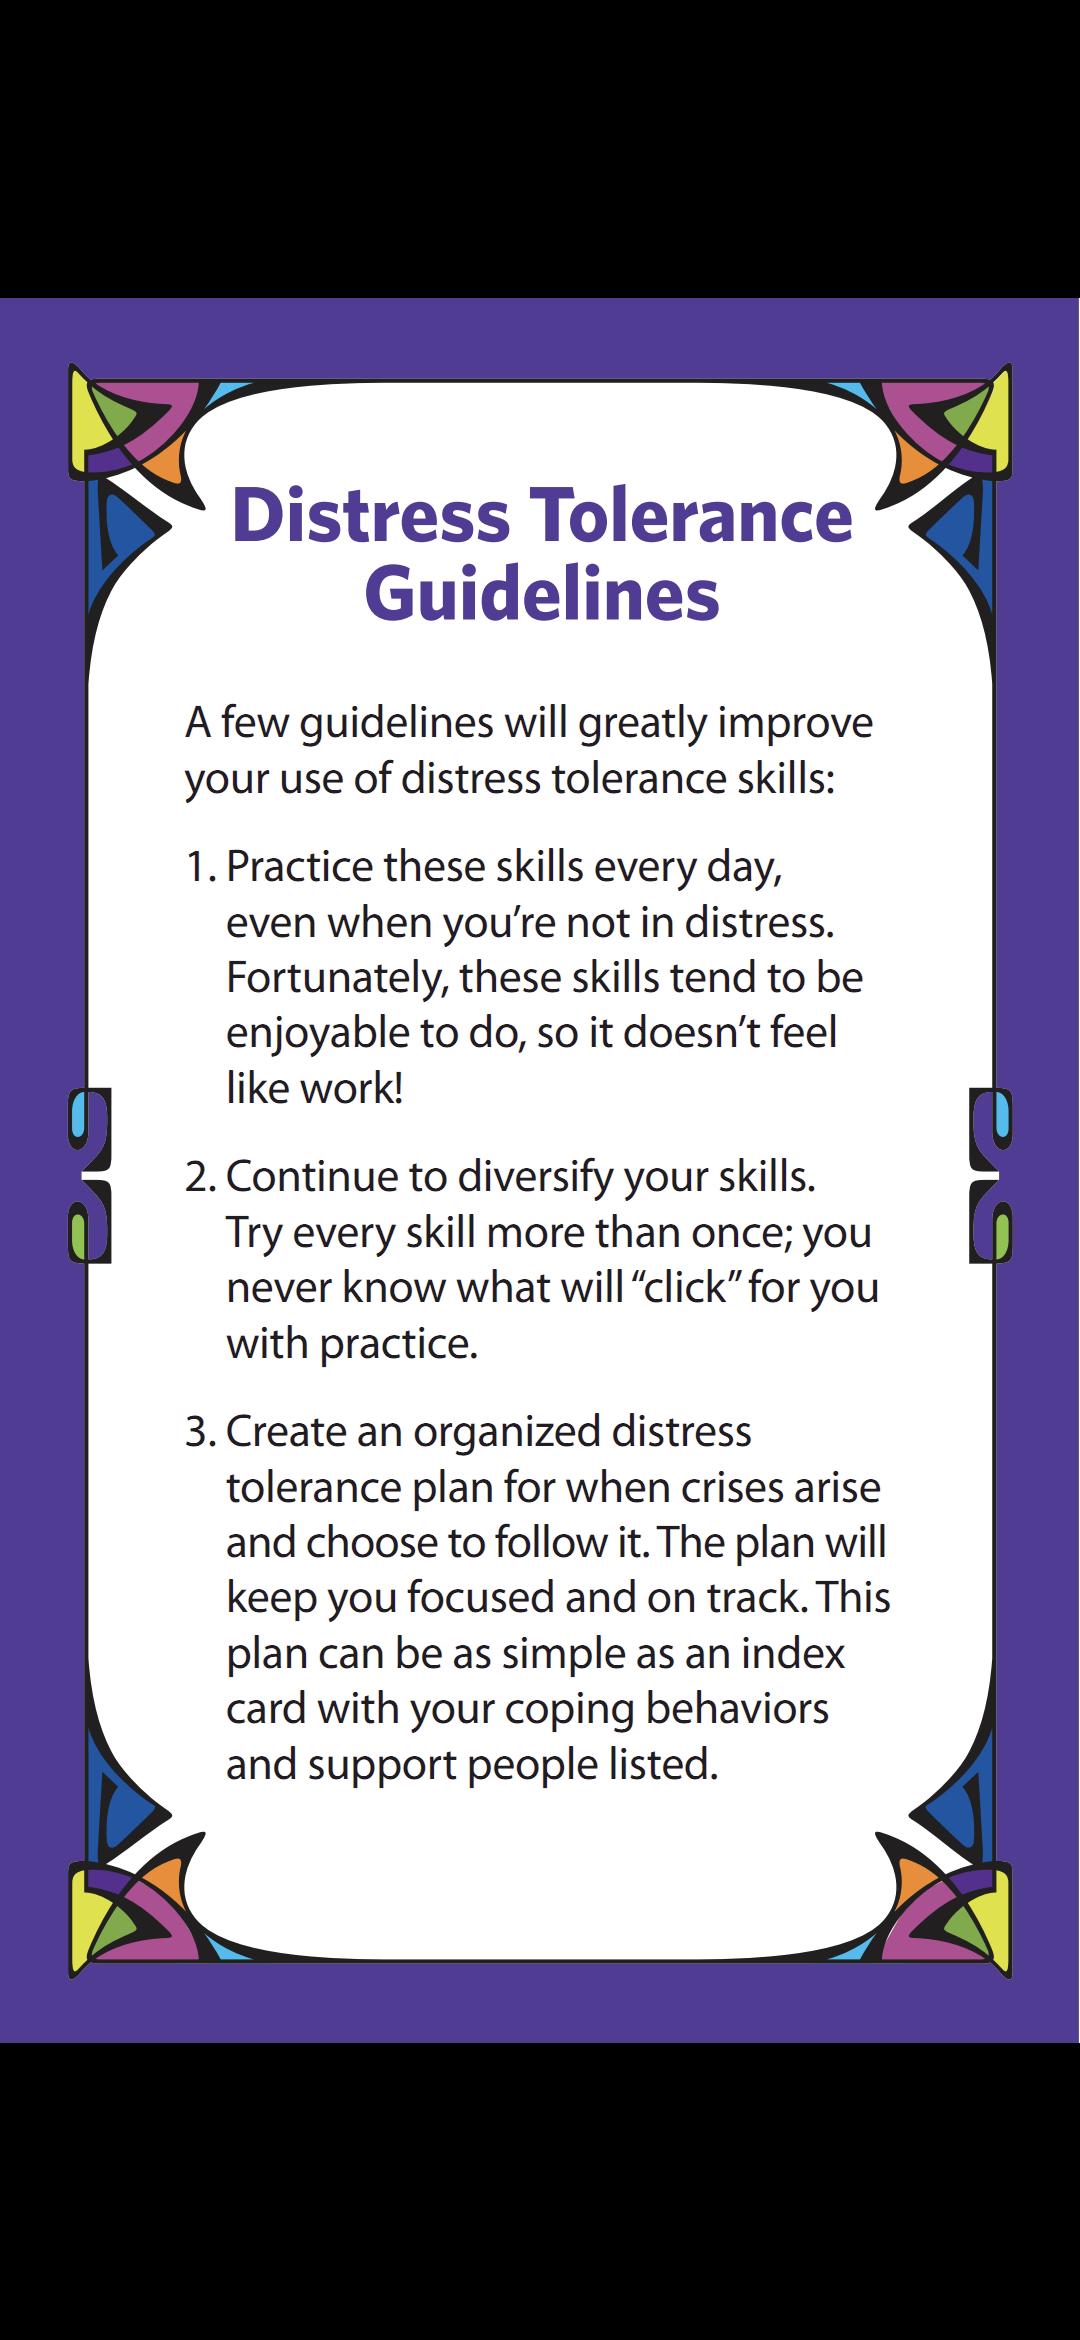 Distress Tolerance
Guidelines
A few guidelines will greatly improve
your use of distress tolerance skills:
1. Practice these skills every day,
even when you’re not in distress.
Fortunately, these skills tend to be
enjoyable to do, so it doesn’t feel
like work!
2. Continue to diversify your skills.
Try every skill more than once; you
never know what will “click” for you
with practice.
3. Create an organized distress
tolerance plan for when crises arise
and choose to follow it. The plan will
keep you focused and on track. This
plan can be as simple as an index
card with your coping behaviors
and support people listed.